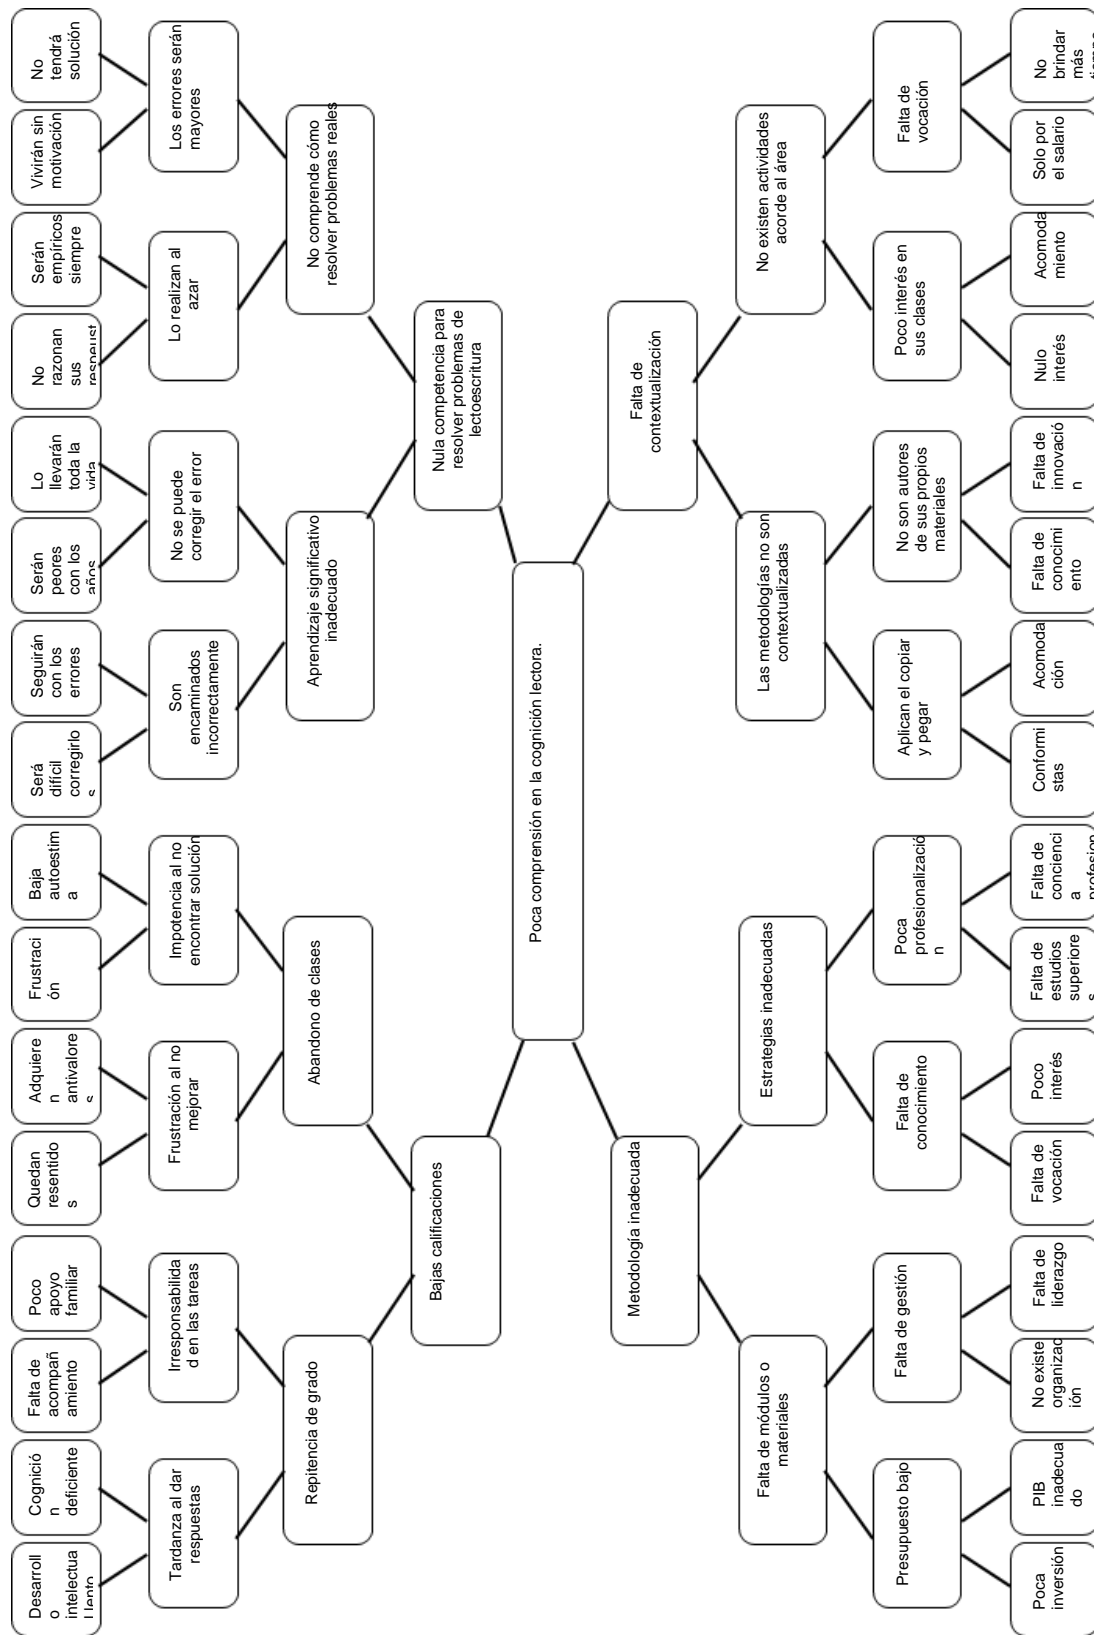 Desarroll
o
intelectua
l lento
Cognició
n
deficiente
Falta de
acompañ
amiento
Poco
apoyo
familiar
Quedan
resentido
s
Adquiere
n
antivalore
s
Frustraci
ón
Baja
autoestim
a
Será
difícil
corregirlo
s
Seguirán
con los
errores
Serán
peores
con los
años
Lo
llevarán
toda la
vida
No
razonan
sus
respuest
Serán
empíricos
siempre
Vivirán sin
motivación
No
tendrá
solución
Tardanza al dar
respuestas
Irresponsabilida
d en las tareas
Frustración al no
mejorar
Impotencia al no
encontrar solución
Son
encaminados
incorrectamente
No se puede
corregir el error
Lo realizan al
azar
Los errores serán
mayores
Repitencia de grado
Abandono de clases
Aprendizaje significativo
inadecuado
No comprende cómo
resolver problemas reales
Bajas calificaciones
Nula competencia para
resolver problemas de
lectoescritura
Poca comprensión en la cognición lectora.
Metodología inadecuada
Falta de
contextualización
Falta de módulos o
materiales
Estrategias inadecuadas
Las metodologías no son
contextualizadas
No existen actividades
acorde al área
Presupuesto bajo
Falta de gestión
Falta de
conocimiento
Poca
profesionalizació
n
Aplican el copiar
y pegar
No son autores
de sus propios
materiales
Poco interés en
sus clases
Falta de
vocación
Poca
inversión
PIB
inadecua
do
No existe
organizac
ión
Falta de
liderazgo
Falta de
vocación
Poco
interés
Falta de
estudios
superiore
s
Falta de
concienci
a
profesion
Conformi
stas
Acomoda
ción
Falta de
conocimi
ento
Falta de
innovació
n
Nulo
interés
Acomoda
miento
Solo por
el salario
No
brindar
más
tiempo